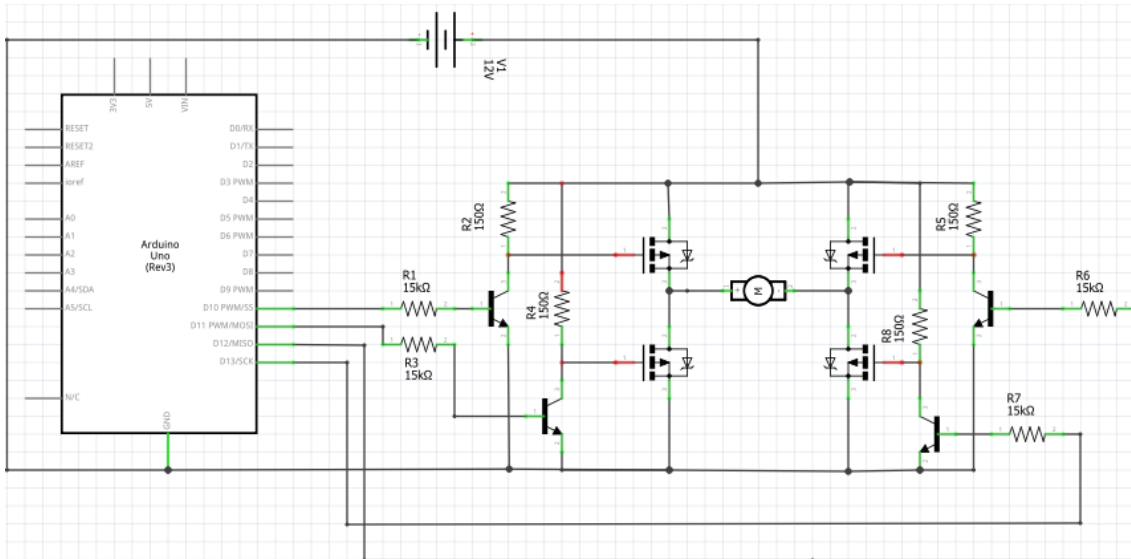 V1
12V
3V3
5V
VIN
RESET
RESET2
AREF
ioref
A0
A1
A2
A3
A4/SDA
A5/SCL
N/C
Arduino
Uno
(Rev3)
GND
D0/RX
D1/TX
D2
D3 PWM
D4
D5 PWM
D6 PWM
D7
D8
D9 PWM
D10 PWM/SS
D11 PWM/MOSI
D12/MISO
D13/SCK
R1
15kΩ
R3
15kΩ
R2
150Ω
R4
150Ω
M
R5
150Ω
R8
150Ω
R6
15kΩ
R7
15kΩ